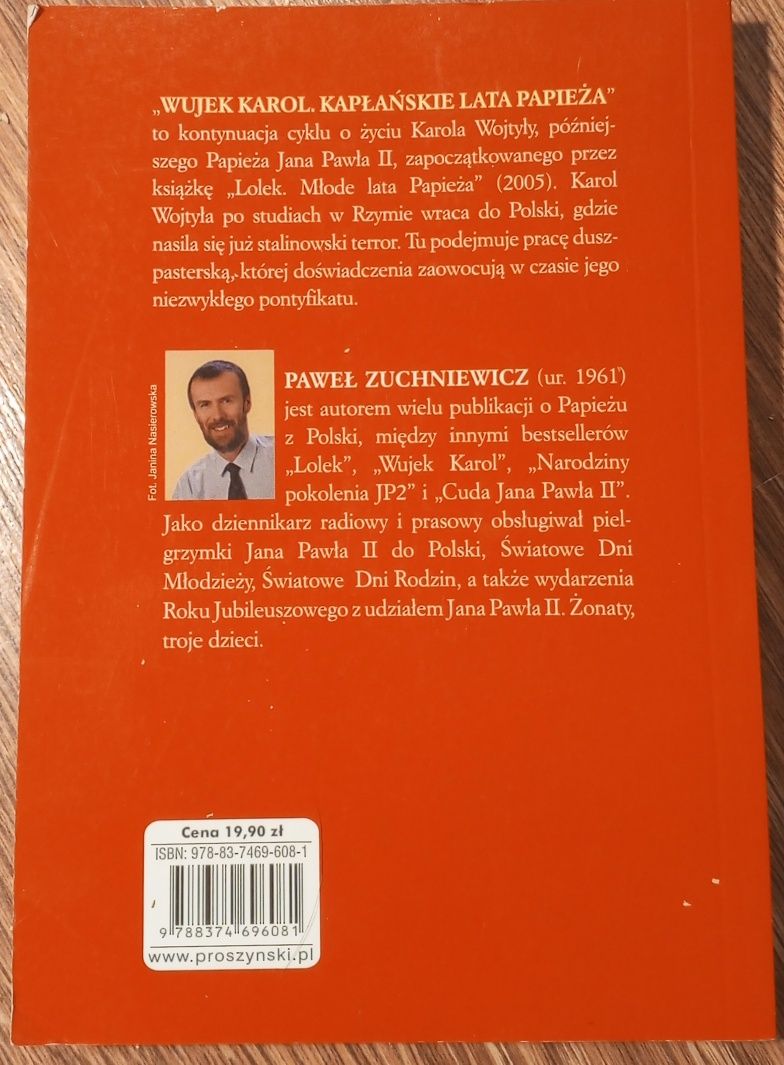 „WUJEK KAROL. KAPŁAŃSKIE LATA PAPIEŻA”
to kontynuacja cyklu o życiu Karola Wojtyły, później-
szego Papieża Jana Pawła II, zapoczątkowanego przez
książkę „Lolek. Młode lata Papieża” (2005). Karol
Wojtyła po studiach w Rzymie wraca do Polski, gdzie
nasila się już stalinowski terror. Tu podejmuje pracę dusz-
pasterską, której doświadczenia zaowocują w czasie jego
niezwykłego pontyfikatu.
Fot. Janina Nasierowska
PAWEŁ ZUCHNIEWICZ (ur. 1961)
jest autorem wielu publikacji o Papieżu
z Polski, między innymi bestsellerów
„Lolek”, „Wujek Karol”, „Narodziny
pokolenia JP2” i „Cuda Jana Pawła II”.
Jako dziennikarz radiowy i prasowy obsługiwał piel-
grzymki Jana Pawła II do Polski, Światowe Dni
Młodzieży, Światowe Dni Rodzin, a także wydarzenia
Roku Jubileuszowego z udziałem Jana Pawła II. Żonaty,
troje dzieci.
Cena 19,90 zł
ISBN: 978-83-7469-608-1
9 788374 696081
www.proszynski.pl